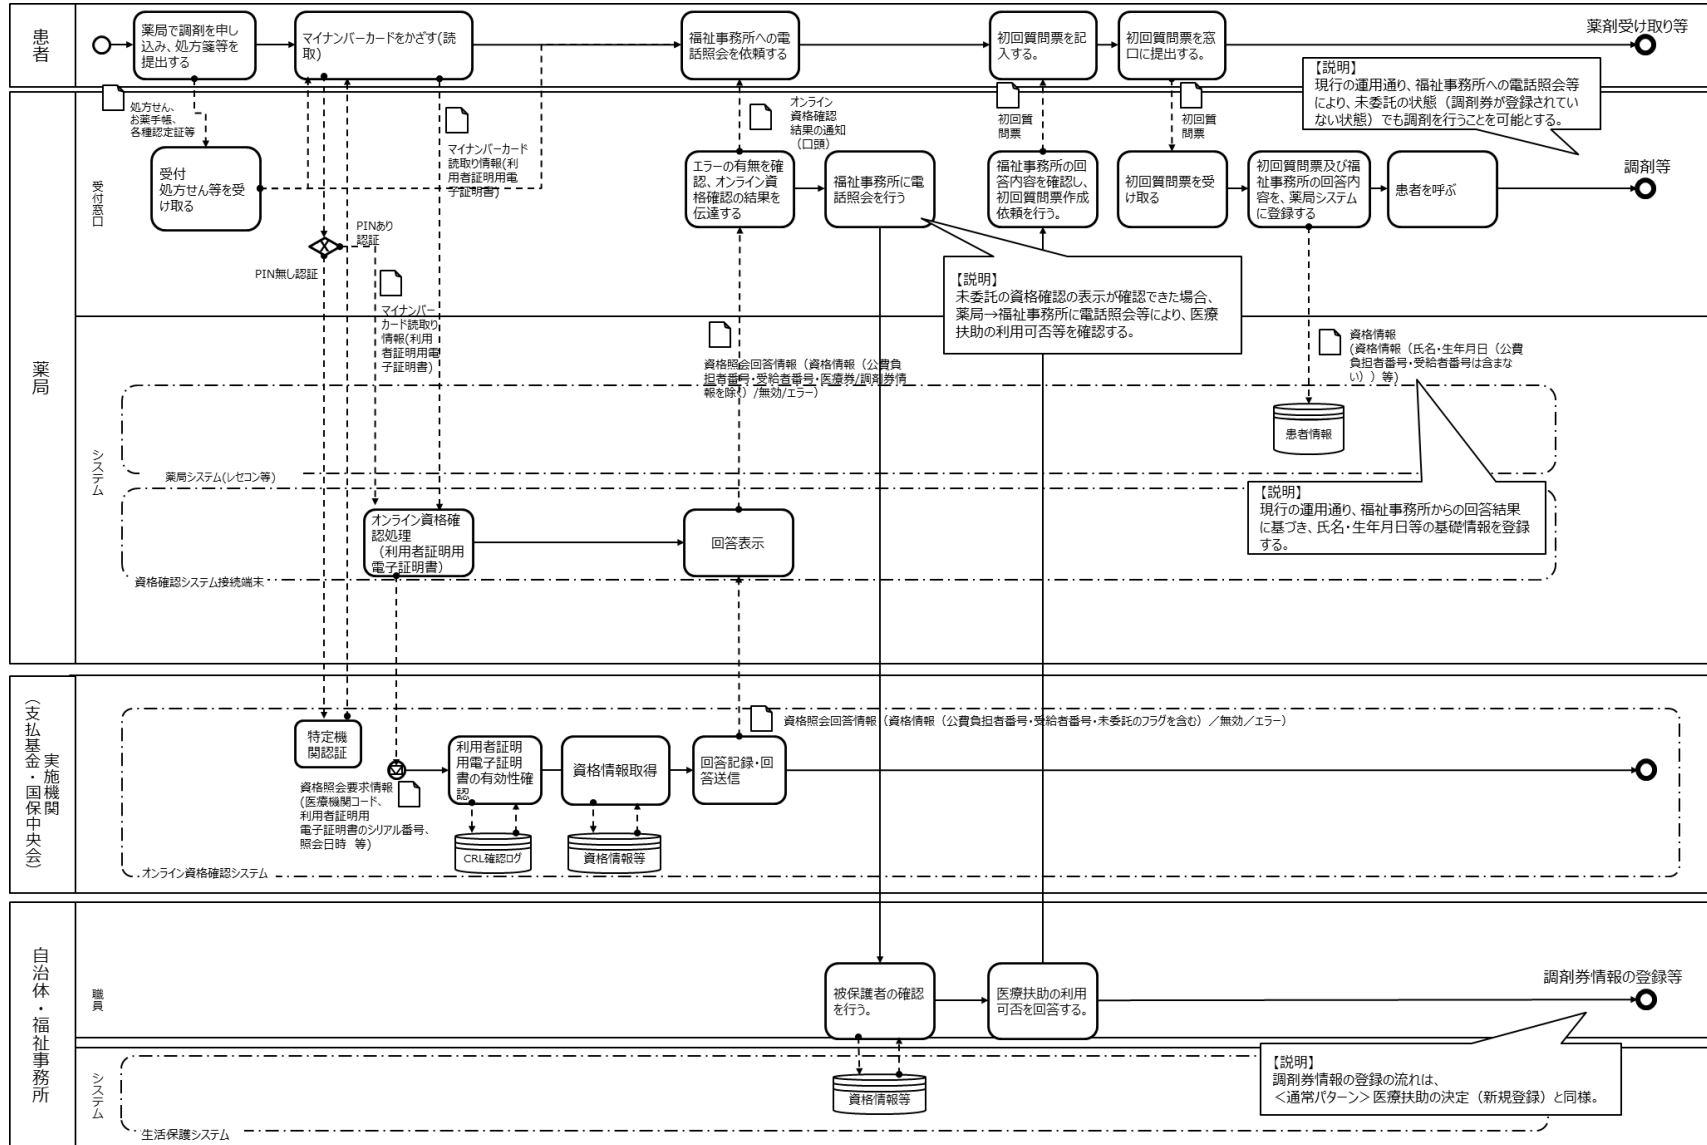 患者
薬局で調剤を申し
込み、処方箋等を
提出する
マイナンバーカードをかざす(読
取)
福祉事務所への電
話照会を依頼する
初回質問票を記
入する。
初回質問票を窓
口に提出する。
薬剤受け取り等
【説明】
現行の運用通り、福祉事務所への電話照会等
により、未委託の状態（調剤券が登録されてい
ない状態）でも調剤を行うことを可能とする。
薬局
受付窓口
処方せん、
お薬手帳、
各種認定証等
マイナンバーカード
読取り情報(利
用者証明用電
子証明書)
オンライン
資格確認
結果の通知
（口頭）
初回質
問票
初回質
問票
受付
処方せん等を受
け取る
エラーの有無を確
認、オンライン資
格確認の結果を
伝達する
福祉事務所に電
話照会を行う
福祉事務所の回
答内容を確認し、
初回質問票作成
依頼を行う。
初回質問票を受
け取る
初回質問票及び福
祉事務所の回答内
容を、薬局システム
に登録する
患者を呼ぶ
調剤等
PINあり
認証
PIN無し認証
マイナンバー
カード読取り
情報(利用
者証明用電
子証明書)
【説明】
未委託の資格確認の表示が確認できた場合、
薬局→福祉事務所に電話照会等により、医療
扶助の利用可否等を確認する。
システム
資格照会回答情報（資格情報（公費負
担者番号・受給者番号・医療券/調剤券情
報を除く）/無効/エラー）
資格情報
(資格情報（氏名・生年月日（公費
負担者番号・受給者番号は含まな
い））等)
患者情報
薬局システム(レセコン等)
【説明】
現行の運用通り、福祉事務所からの回答結果
に基づき、氏名・生年月日等の基礎情報を登録
する。
オンライン資格確
認処理
（利用者証明用
電子証明書）
回答表示
資格確認システム接続端末
実施機関
（支払基金・国保中央会）
資格照会回答情報（資格情報（公費負担者番号・受給者番号・未委託のフラグを含む）／無効／エラー）
特定機
関認証
利用者証明
用電子証明
書の有効性確
認
資格情報取得
回答記録・回
答送信
資格照会要求情報
(医療機関コード、
利用者証明用
電子証明書のシリアル番号、
照会日時 等)
CRL確認ログ
資格情報等
オンライン資格確認システム
自治体・福祉事務所
職員
被保護者の確認
を行う。
医療扶助の利用
可否を回答する。
調剤券情報の登録等
システム
資格情報等
【説明】
調剤券情報の登録の流れは、
＜通常パターン＞医療扶助の決定（新規登録）と同様。
生活保護システム